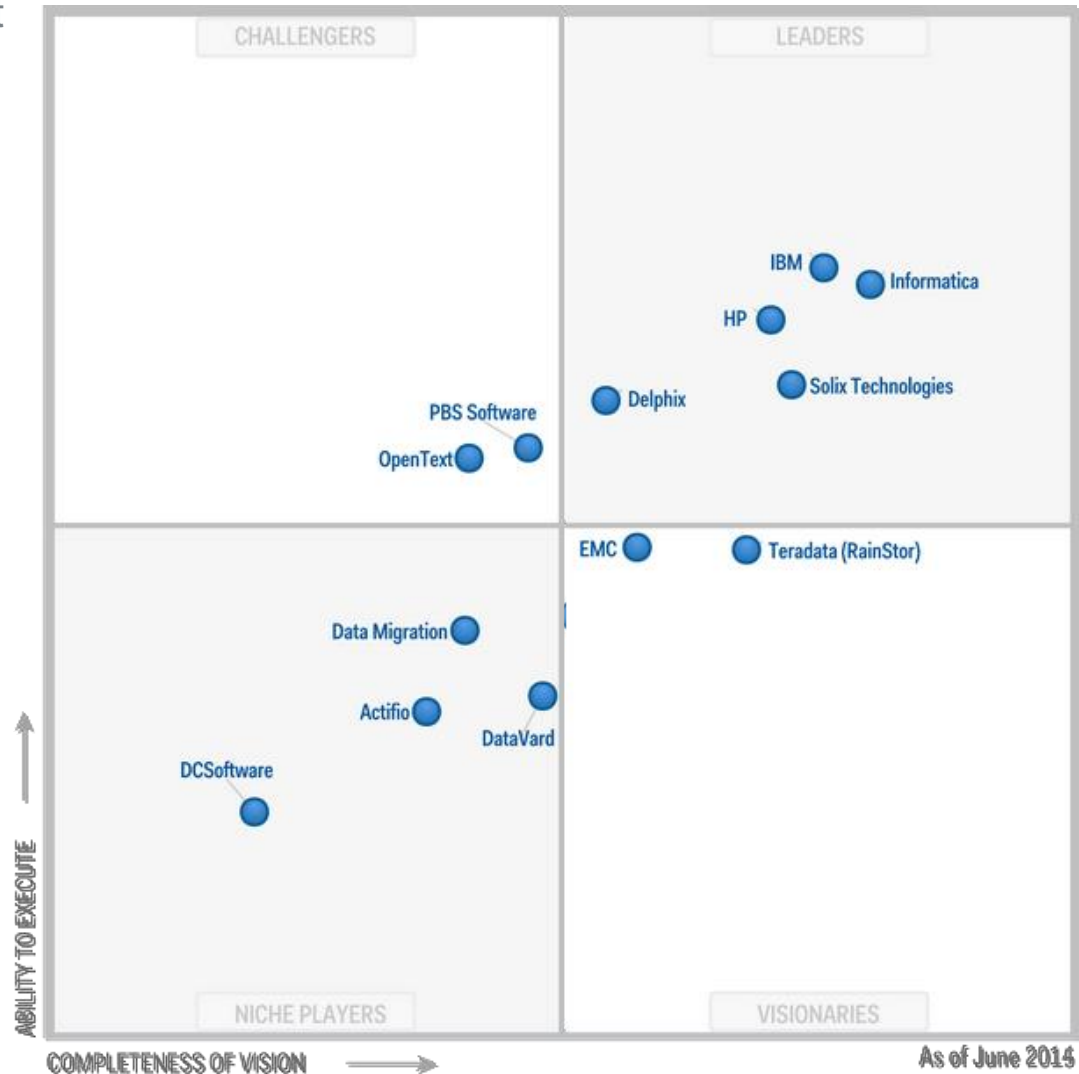 CHALLENGERS
LEADERS
IBM
Informatica
HP
Solix Technologies
Delphix
PBS Software
OpenText
EMC
Teradata (RainStor)
Data Migration
Actifio
DataVard
DCSoftware
ABILITY TO EXECUTE
NICHE PLAYERS
VISIONARIES
COMPLETENESS OF VISION
As of June 2014